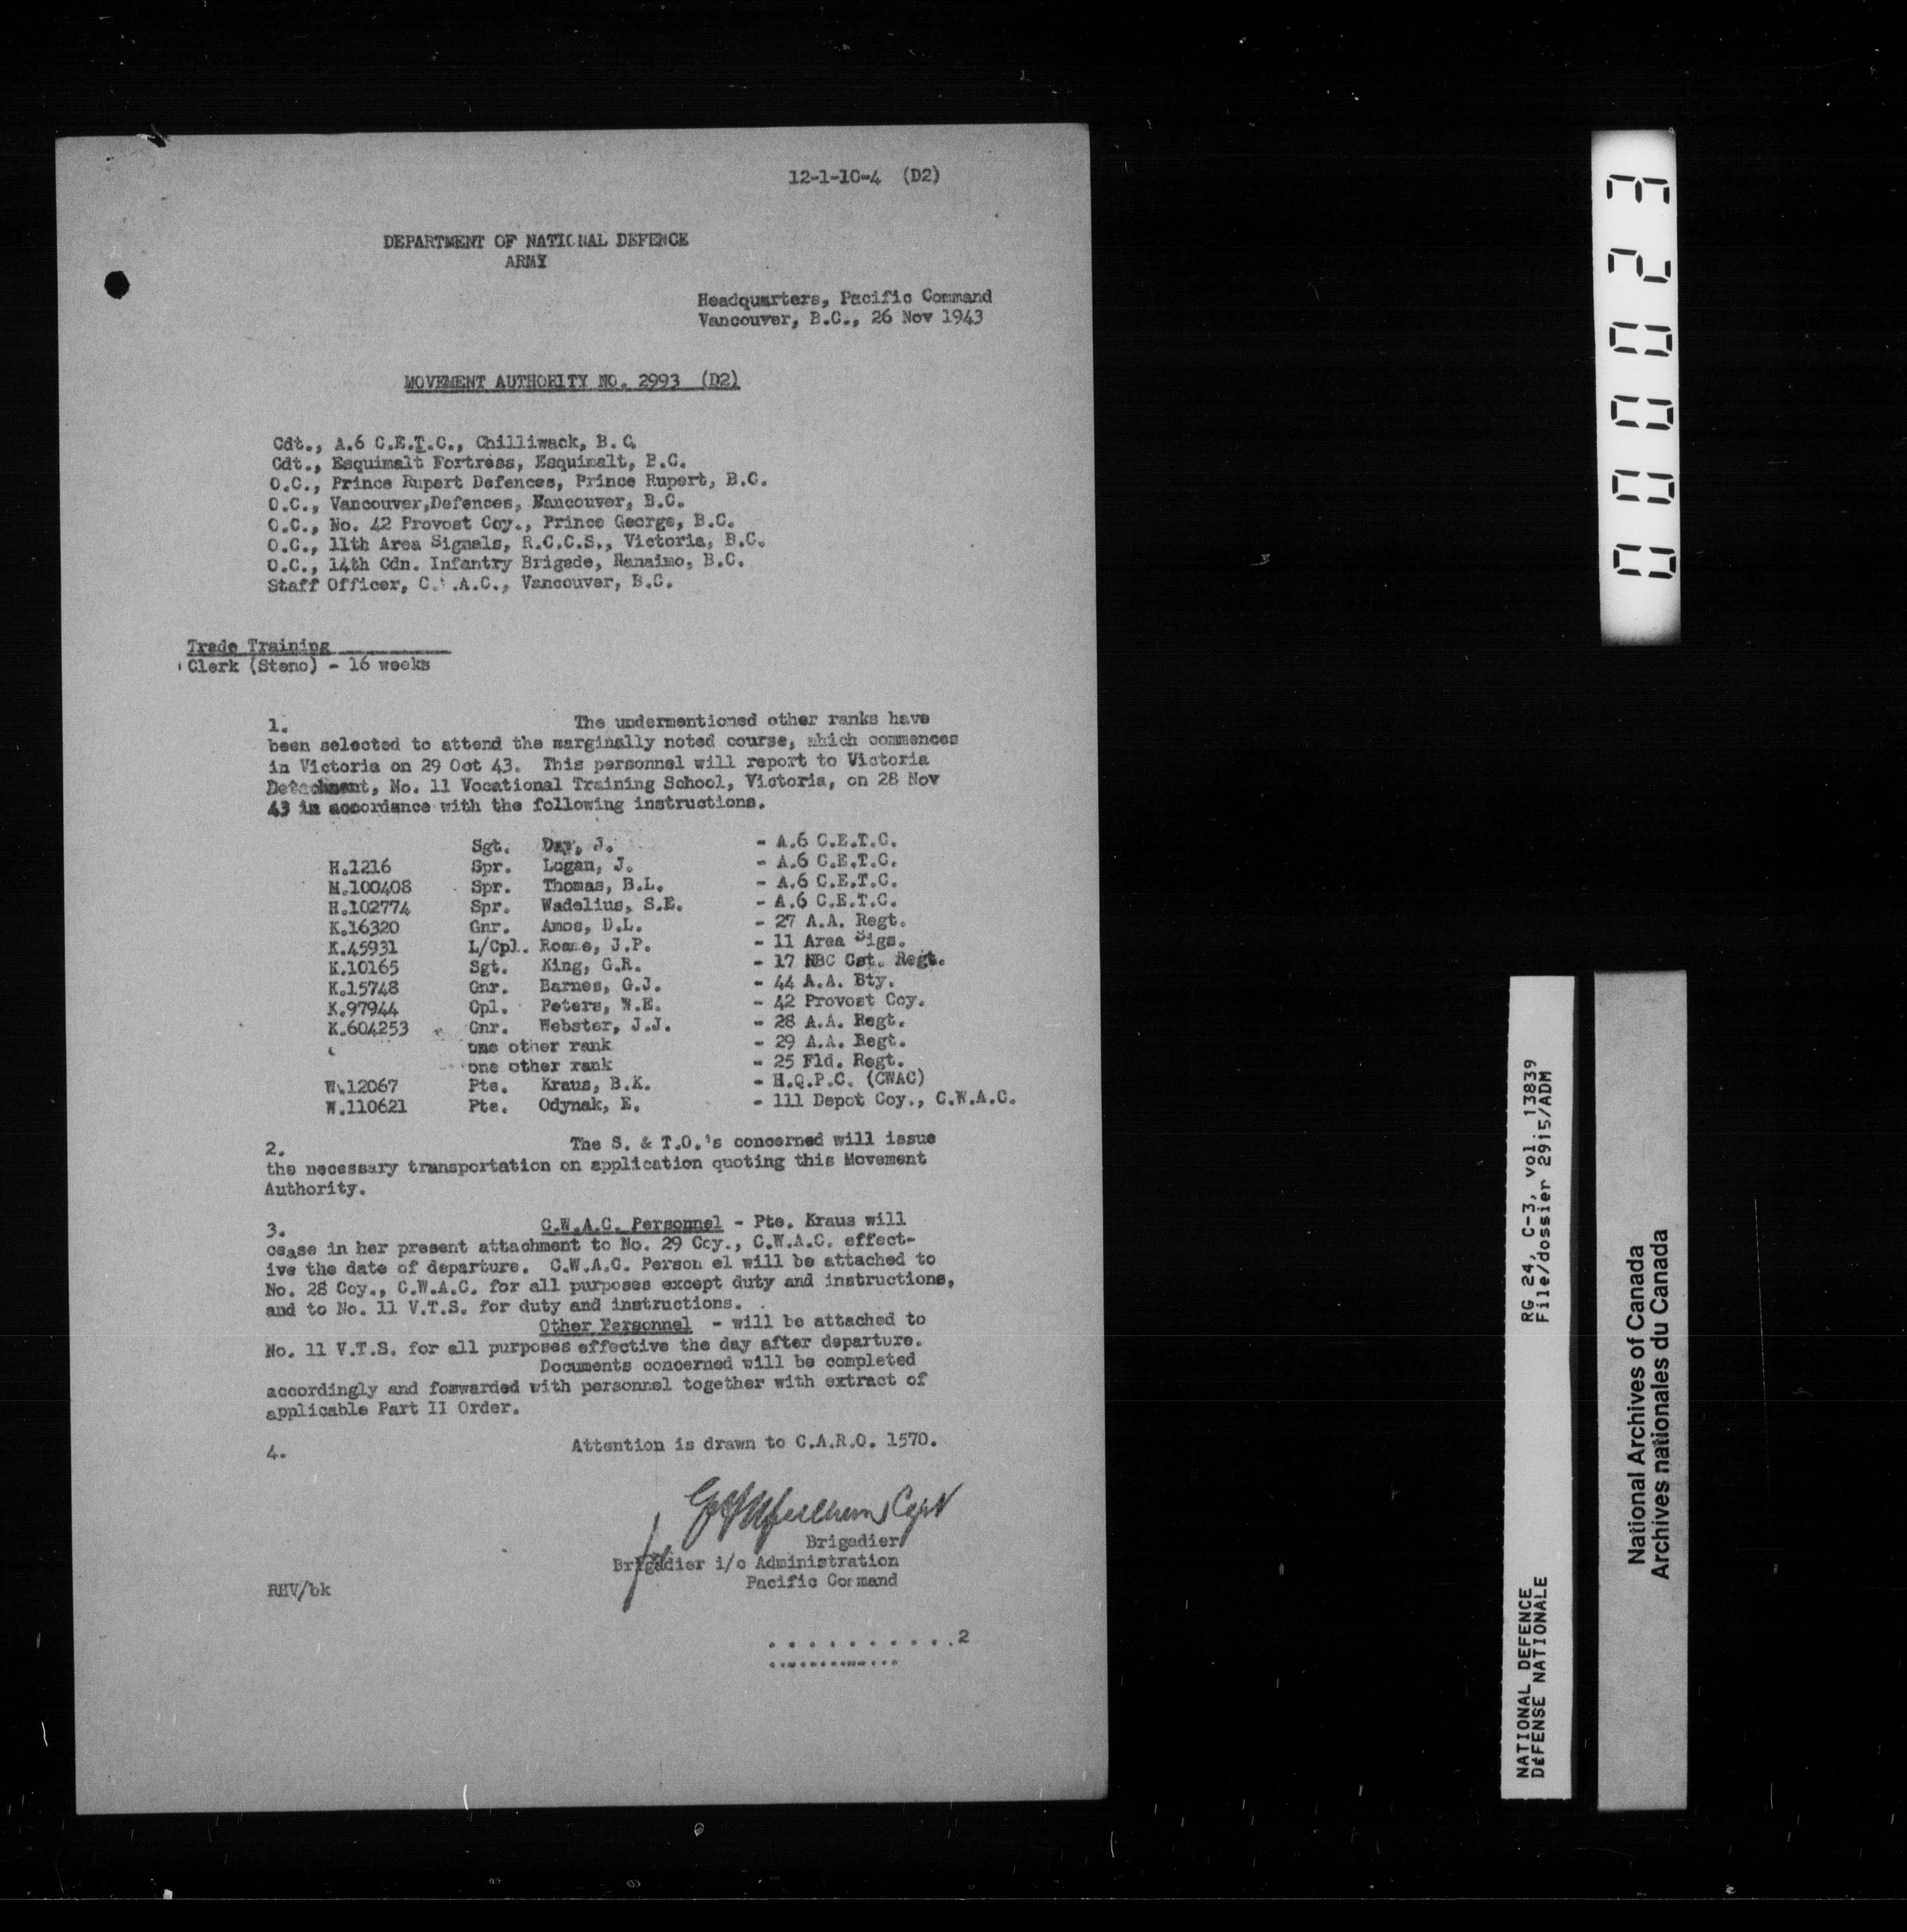 12-1-10-4 (D2)
DEPARTMENT OF NATIONAL DEFENCE
ARMY
Headquarters, Pacific Command
Vancouver, B.C., 26 Nov 1943
MOVEMENT AUTHORITY NO. 2993 (D2)
Cdt., A.6 C.E.T.C., Chilliwack, B.C.
Cdt., Esquimalt Fortress, Esquimalt, B.C.
O.C., Prince Rupert Defences, Prince Rupert, B.C.
O.C., Vancouver,Defences, Vancouver, B.C.
O.C., No. 42 Provost Coy., Prince George, B.C.
O.C., 11th Area Signals, R.C.C.S., Victoria, B.C.
O.C., 14th Cdn. Infantry Brigade, Nanaimo, B.C.
Staff Officer, C. .A.C., Vancouver, B.C.
Trade Training
Clerk (Steno) - 16 weeks
1. The undermentioned other ranks have
been selected to attend the marginally noted course, which commences
in Victoria on 29 Oct 43. This personnel will report to Victoria
Detachment, No. 11 Vocational Training School, Victoria, on 28 Nov
43 in accordance with the following instructions.
Sgt. Day, J. - A.6 C.E.T.C.
H.1216 Spr. Logan, J. - A.6 C.E.T.C.
M.100408 Spr. Thomas, B.L. - A.6 C.E.T.C.
H.102774 Spr. Wadelius, S.E. - A.6 C.E.T.C.
K.16320 Gnr. Amos, D.L. - 27 A.A. Regt.
K.45931 L/Cpl. Roame, J.P. - 11 Area Sigs.
K.10165 Sgt. King, G.R. - 17 NBC Cst. Regt.
K.15748 Gnr. Barnes, G.J. - 44 A.A. Bty.
K.97944 Cpl. Peters, W.E. - 42 Provost Coy.
K.604253 Gnr. Webster, J.J. - 28 A.A. Regt.
one other rank - 29 A.A. Regt.
one other rank - 25 Fld. Regt.
W.12067 Pte. Kraus, B.K. - H.Q.P.C. (CWAC)
W.110621 Pte. Odynak, E. - 111 Depot Coy., C.W.A.C.
2. The S. & T.O.'s concerned will issue
the necessary transportation on application quoting this Movement
Authority.
3. C.W.A.C. Personnel - Pte. Kraus will
cease in her present attachment to No. 29 Coy., C.W.A.C. effect-
ive the date of departure. C.W.A.C. Person el will be attached to
No. 28 Coy., C.W.A.C. for all purposes except duty and instructions,
and to No. 11 V.T.S. for duty and instructions.
Other Personnel - will be attached to
No. 11 V.T.S. for all purposes effective the day after departure.
Documents concerned will be completed
accordingly and forwarded with personnel together with extract of
applicable Part II Order.
4. Attention is drawn to C.A.R.O. 1570.
Capt
Brigadier
Brigadier i/c Administration
Pacific Command
RHV/bk
. . . . . . . . . . .2
00023
RG 24, C-3, vol. 13839
File/dossier 2915/ADM
NATIONAL DEFENCE
DÉFENSE NATIONALE
National Archives of Canada
Archives nationales du Canada